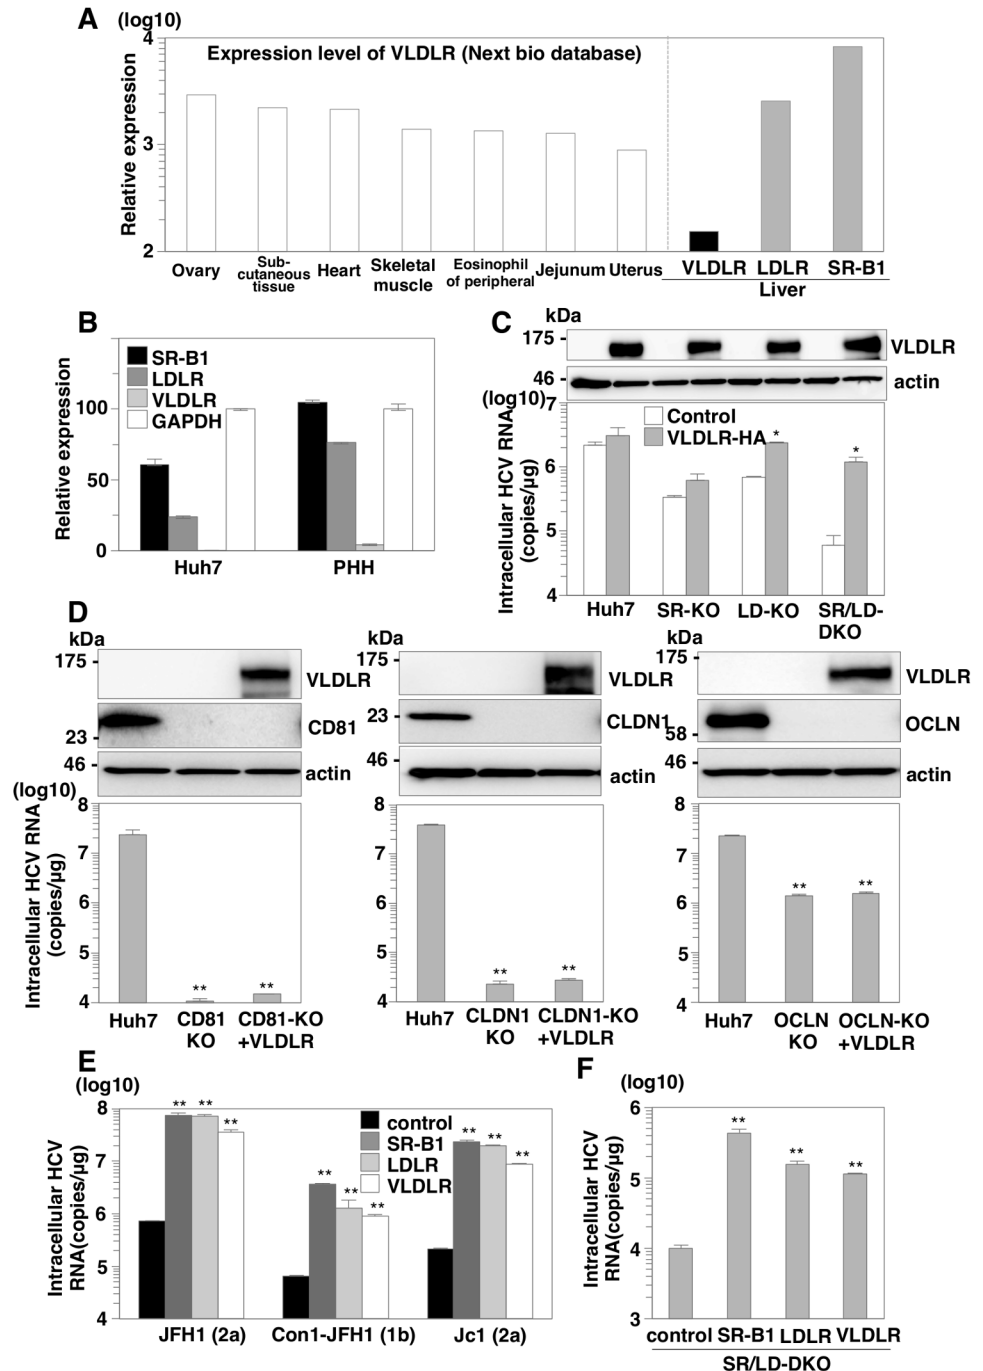 A
(log10)
Expression level of VLDLR (Next bio database)
Relative expression
4
3
2
Ovary
Sub-
cutaneous
tissue
Heart
Skeletal
muscle
Eosinophil
of peripheral
Jejunum
Uterus
VLDLR
LDLR
SR-B1
Liver
B
Relative expression
100
50
0
SR-B1
LDLR
VLDLR
GAPDH
Huh7
PHH
C
kDa
175
VLDLR
46
actin
(log10)
Intracellular HCV RNA
(copies/μg)
7
6
5
4
Control
VLDLR-HA
*
*
Huh7
SR-KO
LD-KO
SR/LD-
DKO
D
kDa
175
VLDLR
CD81
23
46
actin
(log10)
Intracellular HCV RNA
(copies/μg)
8
7
6
5
4
**
**
Huh7
CD81
KO
CD81-KO
+VLDLR
kDa
175
VLDLR
23
CLDN1
46
actin
8
7
6
5
4
**
**
Huh7
CLDN1
KO
CLDN1-KO
+VLDLR
kDa
175
VLDLR
OCLN
58
46
actin
8
7
6
5
4
**
**
Huh7
OCLN
KO
OCLN-KO
+VLDLR
E
(log10)
Intracellular HCV
RNA(copies/μg)
8
7
6
5
4
control
SR-B1
LDLR
VLDLR
**
**
**
**
**
**
**
**
**
JFH1 (2a)
Con1-JFH1 (1b)
Jc1 (2a)
F
(log10)
Intracellular HCV
RNA(copies/μg)
6
5
4
3
**
**
**
control
SR-B1
LDLR
VLDLR
SR/LD-DKO